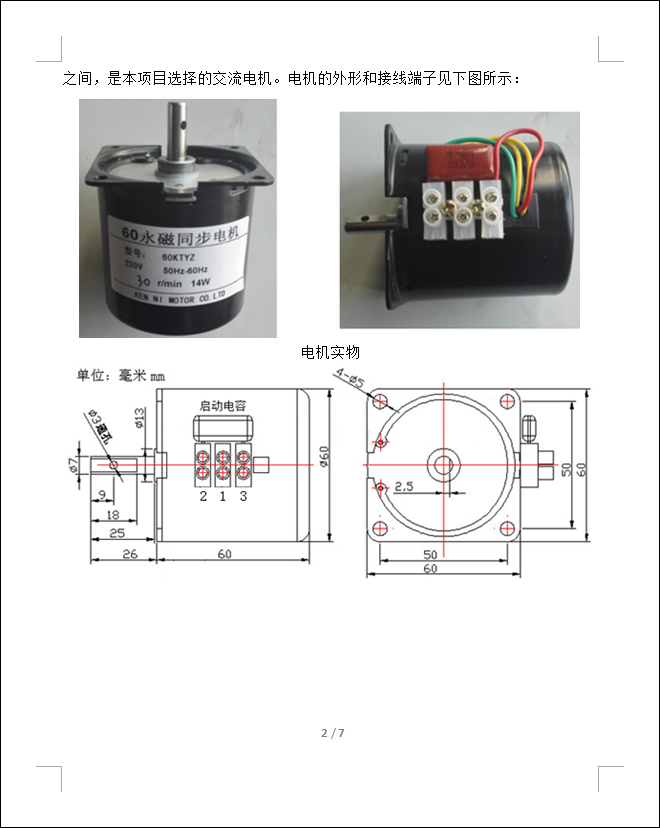 之间，是本项目选择的交流电机。电机的外形和接线端子见下图所示：
60永磁同步电机
型号： 60KTYZ
220V 50Hz-60Hz
30 r/min 14W
KEN NI MOTOR CO.LTD
电机实物
单位：毫米 mm
启动电容
4-ø5
ø3通孔
ø13
ø7
ø60
2 1 3
9
18
25
26
60
2,5
50
60
50
60
2 / 7